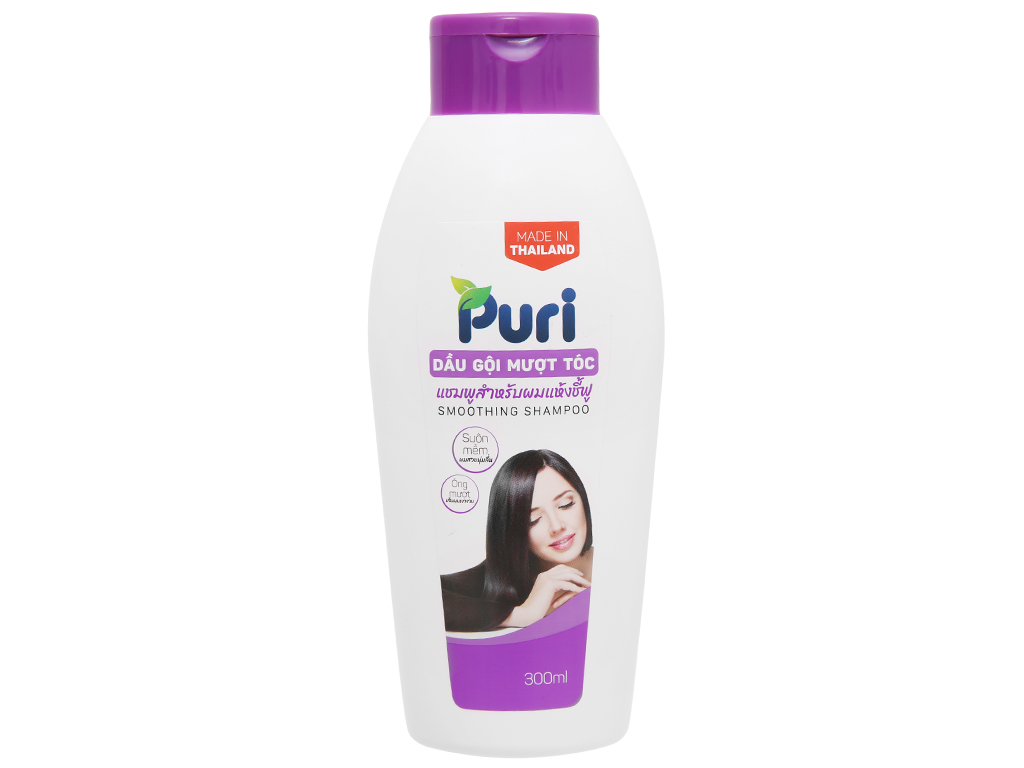 MADE IN
THAILAND
Puri
DẦU GỘI MƯỢT TÓC
แชมพูสำหรับผมแห้งชี้ฟู
SMOOTHING SHAMPOO
Suôn
mềm
Óng
mượt
300ml